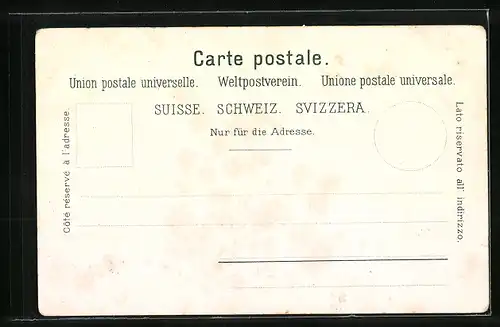 Carte postale.
Union postale universelle. Weltpostverein. Unione postale universale.
SUISSE. SCHWEIZ. SVIZZERA.
Nur für die Adresse.
Côté réservé à l'adresse.
Lato riservato all' indirizzo.